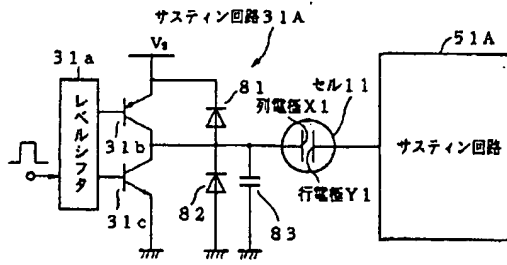 サスティン回路31A
51A
31a
Vs
81
セル11
列電極X1
レベルシフタ
サスティン回路
31b
行電極Y1
31c
82
83